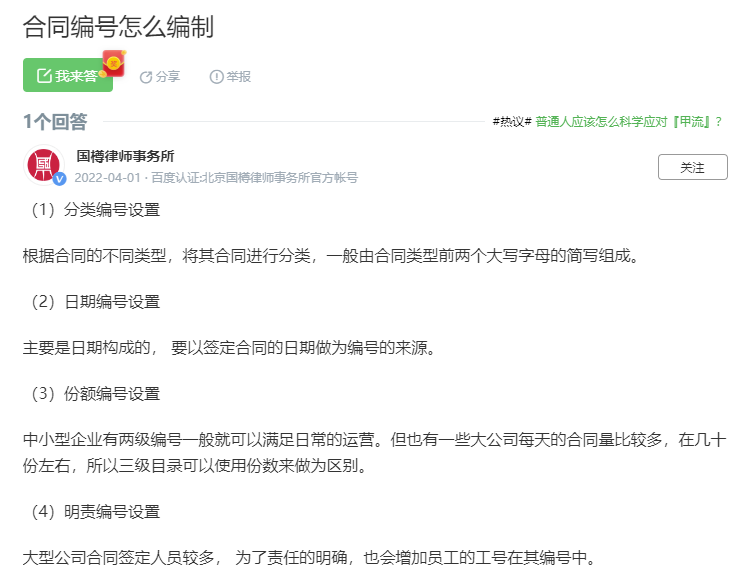 合同编号怎么编制
我来答
分享
举报
1个回答
#热议# 普通人应该怎么科学应对『甲流』?
国樽律师事务所
2022-04-01 · 百度认证:北京国樽律师事务所官方帐号
关注
（1）分类编号设置
根据合同的不同类型，将其合同进行分类，一般由合同类型前两个大写字母的简写组成。
（2）日期编号设置
主要是日期构成的， 要以签定合同的日期做为编号的来源。
（3）份额编号设置
中小型企业有两级编号一般就可以满足日常的运营。但也有一些大公司每天的合同量比较多，在几十
份左右，所以三级目录可以使用份数来做为区别。
（4）明责编号设置
大型公司合同签定人员较多， 为了责任的明确，也会增加员工的工号在其编号中。